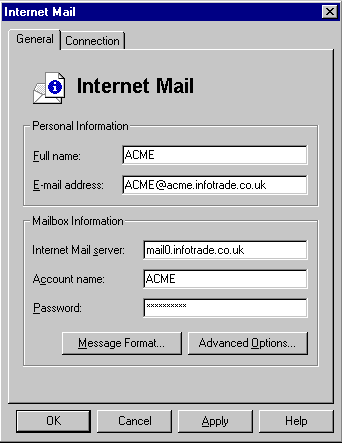 Internet Mail
General Connection
Internet Mail
Personal Information
Full name: ACME
E-mail address: ACME@acme.infotrade.co.uk
Mailbox Information
Internet Mail server: mail0.infotrade.co.uk
Account name: ACME
Password: **********
Message Format... Advanced Options...
OK Cancel Apply Help